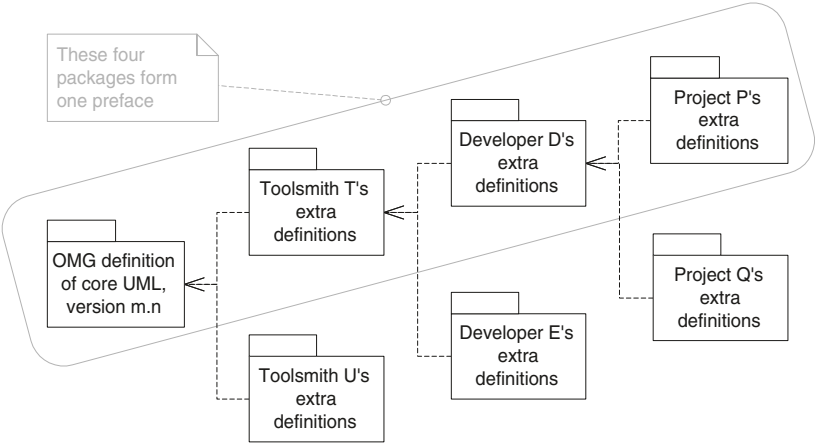 These four
packages form
one preface
Project P's
extra
definitions
Developer D's
extra
definitions
Toolsmith T's
extra
definitions
OMG definition
of core UML,
version m.n
Project Q's
extra
definitions
Developer E's
extra
definitions
Toolsmith U's
extra
definitions